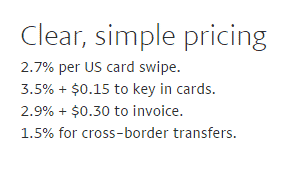 Clear, simple pricing
2.7% per US card swipe.
3.5% + $0.15 to key in cards.
2.9% + $0.30 to invoice.
1.5% for cross-border transfers.